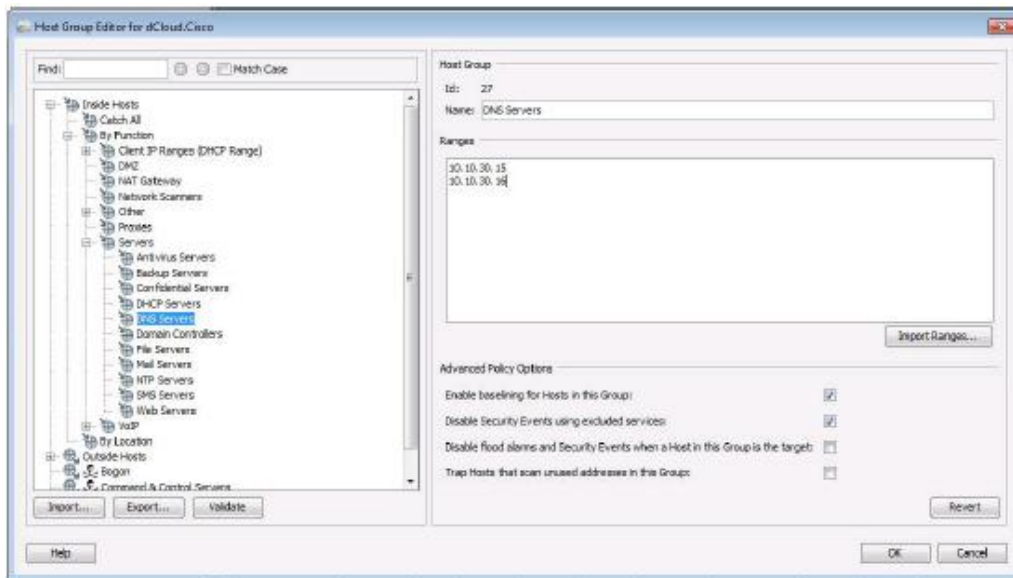 Host Group Editor for dCloud.Cisco
Find:
Match Case
Inside Hosts
Catch All
By Function
Client IP Ranges (DHCP Range)
DMZ
NAT Gateway
Network Scanners
Other
Proxies
Servers
Antivirus Servers
Backup Servers
Confidential Servers
DHCP Servers
DNS Servers
Domain Controllers
File Servers
Mail Servers
NTP Servers
SMS Servers
Web Servers
VoIP
By Location
Outside Hosts
Bogon
Command & Control Servers
Import...
Export...
Validate
Host Group
Id: 27
Name: DNS Servers
Ranges
10.10.30.15
10.10.30.16
Import Ranges...
Advanced Policy Options
Enable baselining for Hosts in this Group:
Disable Security Events using excluded services:
Disable flood alarms and Security Events when a Host in this Group is the target:
Trap Hosts that scan unused addresses in this Group:
Revert
Help
OK
Cancel